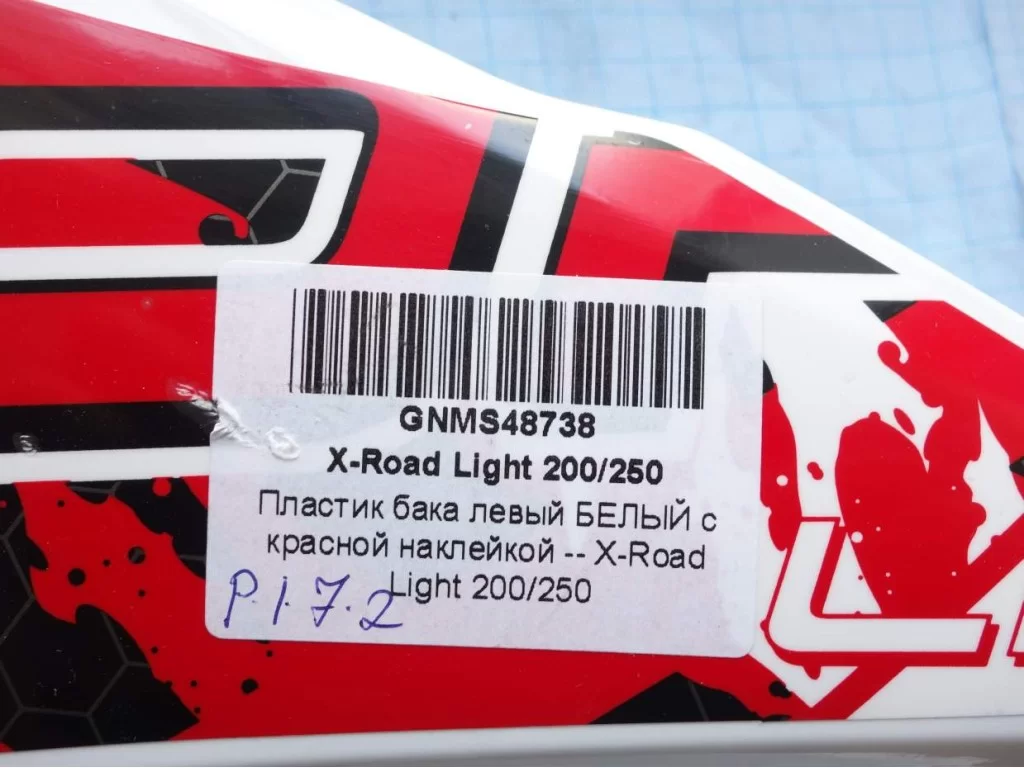 GNMS48738
X-Road Light 200/250
Пластик бака левый БЕЛЫЙ с
красной наклейкой -- X-Road
Light 200/250
P.1.7.2